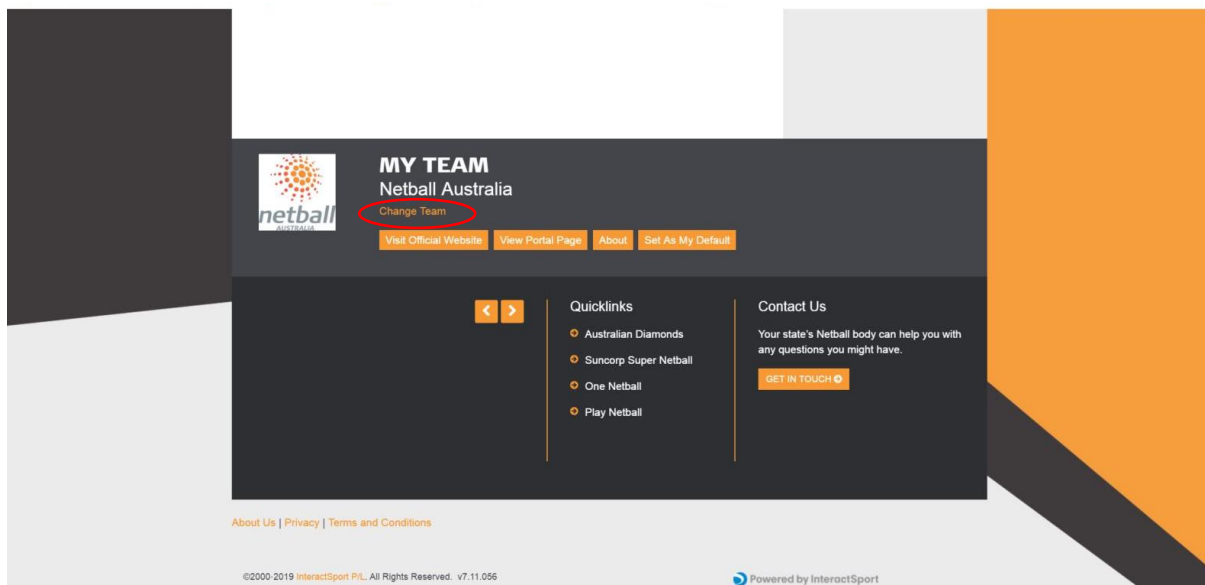 netball
AUSTRALIA
MY TEAM
Netball Australia
Change Team
Visit Official Website View Portal Page About Set As My Default
Quicklinks
Australian Diamonds
Suncorp Super Netball
One Netball
Play Netball
Contact Us
Your state's Netball body can help you with
any questions you might have.
GET IN TOUCH
About Us | Privacy | Terms and Conditions
©2000-2019 InteractSport P/L. All Rights Reserved. v7.11.056
Powered by InteractSport